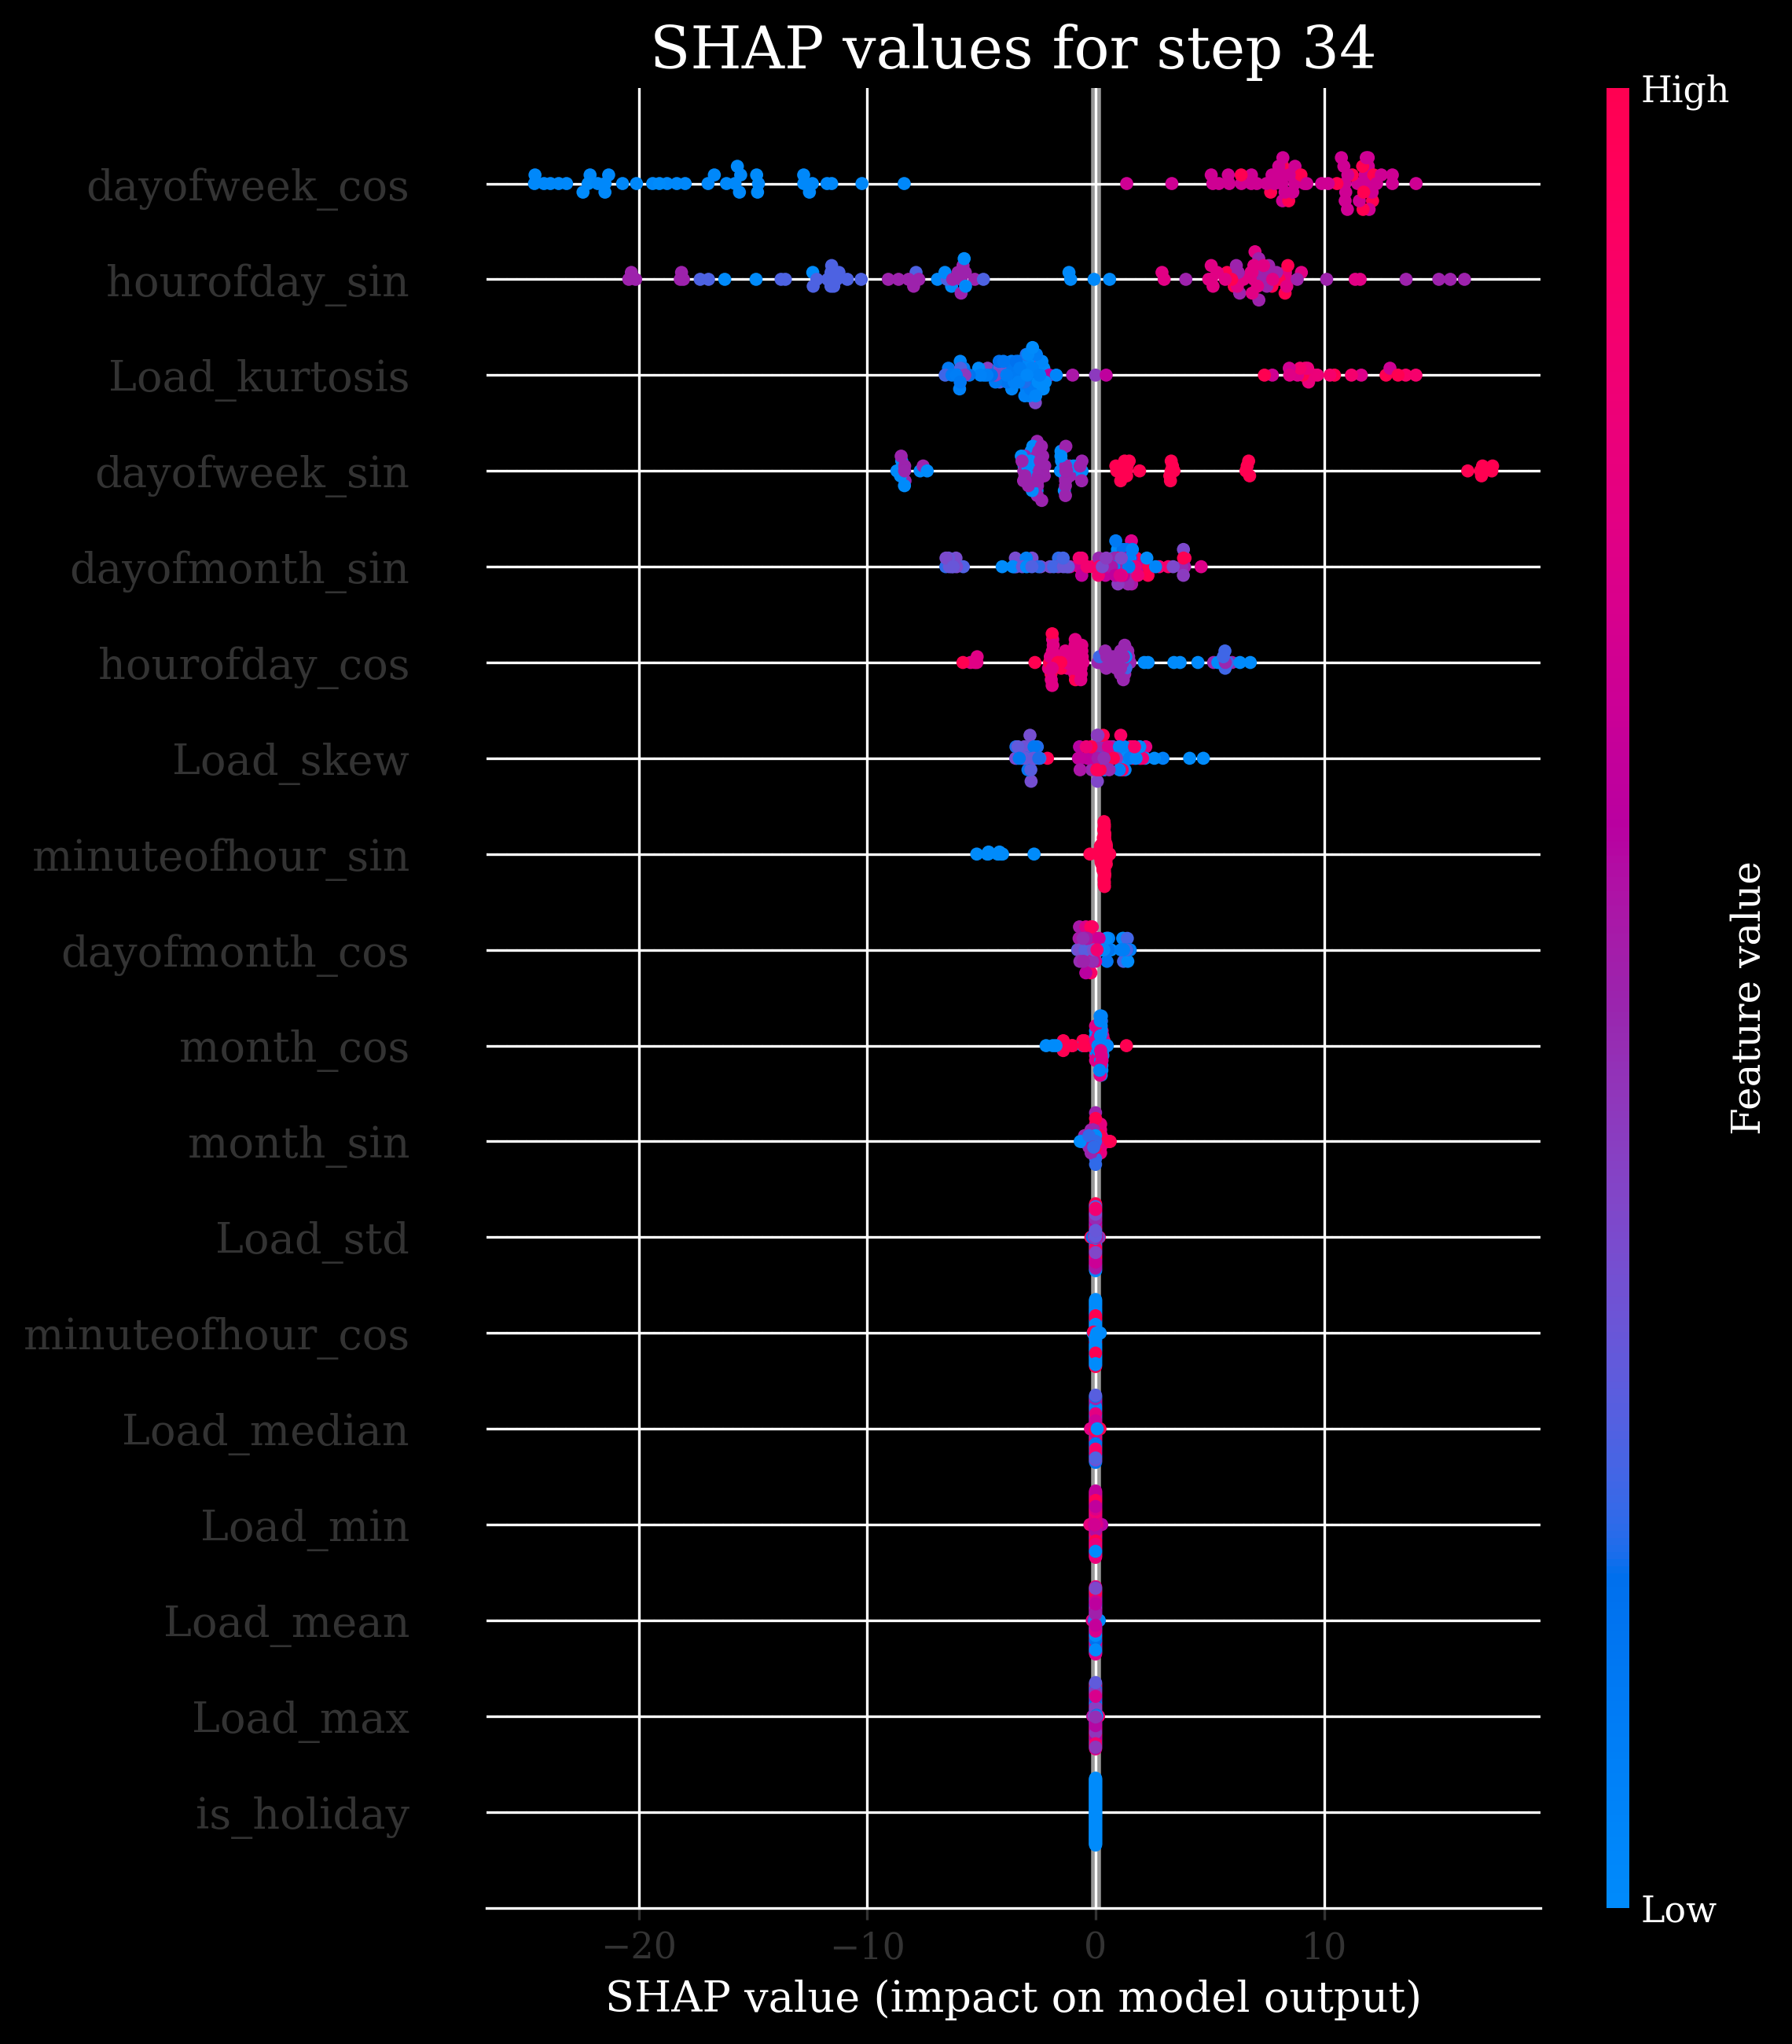 SHAP values for step 34
High
dayofweek_cos
hourofday_sin
Load_kurtosis
dayofweek_sin
dayofmonth_sin
hourofday_cos
Load_skew
minuteofhour_sin
dayofmonth_cos
month_cos
month_sin
Load_std
minuteofhour_cos
Load_median
Load_min
Load_mean
Load_max
is_holiday
Feature value
Low
−20 −10 0 10
SHAP value (impact on model output)